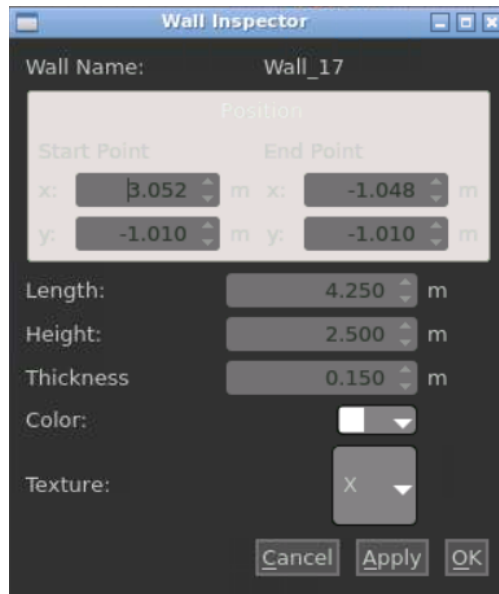 Wall Inspector
Wall Name: Wall_17
Position
Start Point End Point
x: 3.052 m x: -1.048 m
y: -1.010 m y: -1.010 m
Length: 4.250 m
Height: 2.500 m
Thickness 0.150 m
Color:
Texture: X
Cancel Apply OK